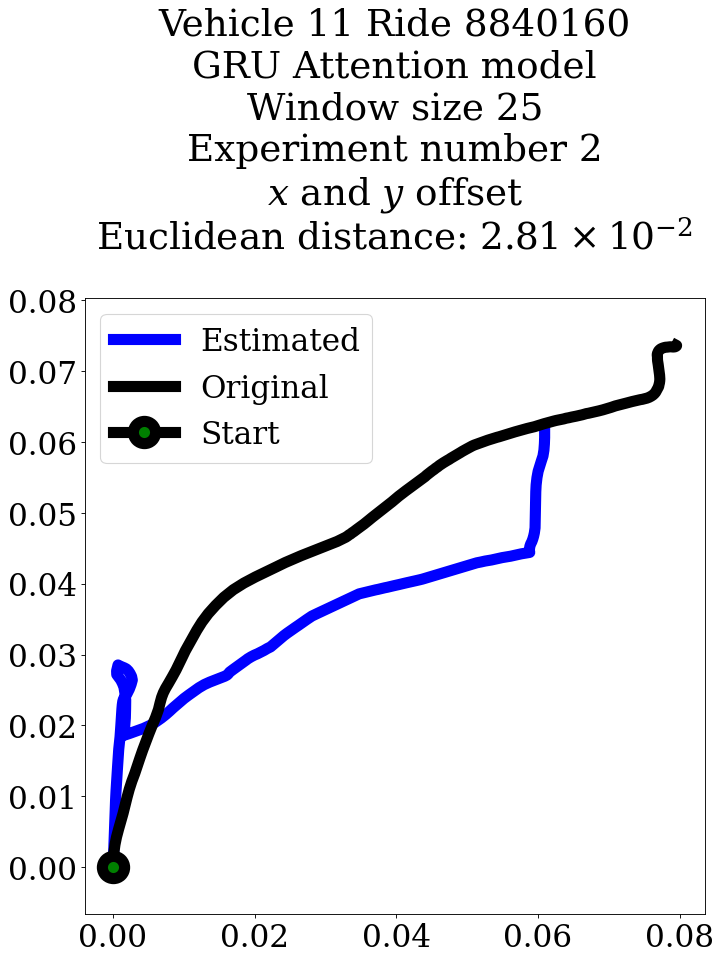 Vehicle 11 Ride 8840160
GRU Attention model
Window size 25
Experiment number 2
x and y offset
Euclidean distance: 2.81 × 10⁻²
0.08
0.07
0.06
0.05
0.04
0.03
0.02
0.01
0.00
Estimated
Original
Start
0.00 0.02 0.04 0.06 0.08